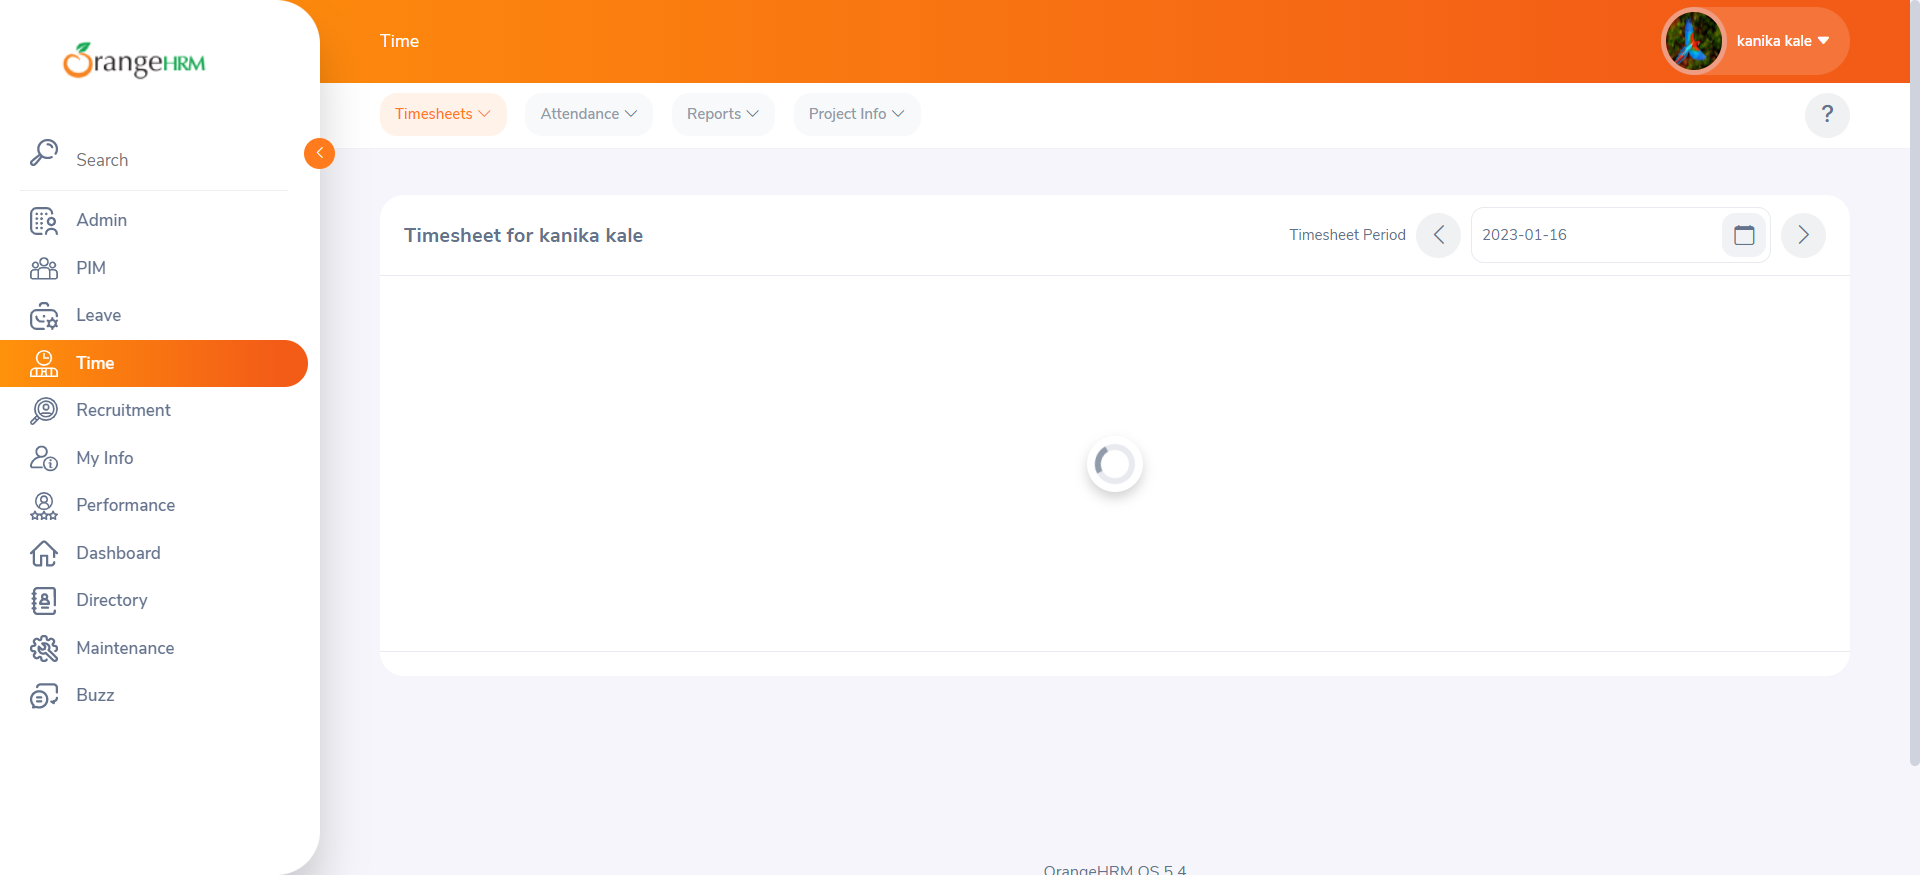 OrangeHRM
Search
Admin
PIM
Leave
Time
Recruitment
My Info
Performance
Dashboard
Directory
Maintenance
Buzz
Time
kanika kale
Timesheets
Attendance
Reports
Project Info
?
Timesheet for kanika kale
Timesheet Period
2023-01-16
OrangeHRM OS 5.4